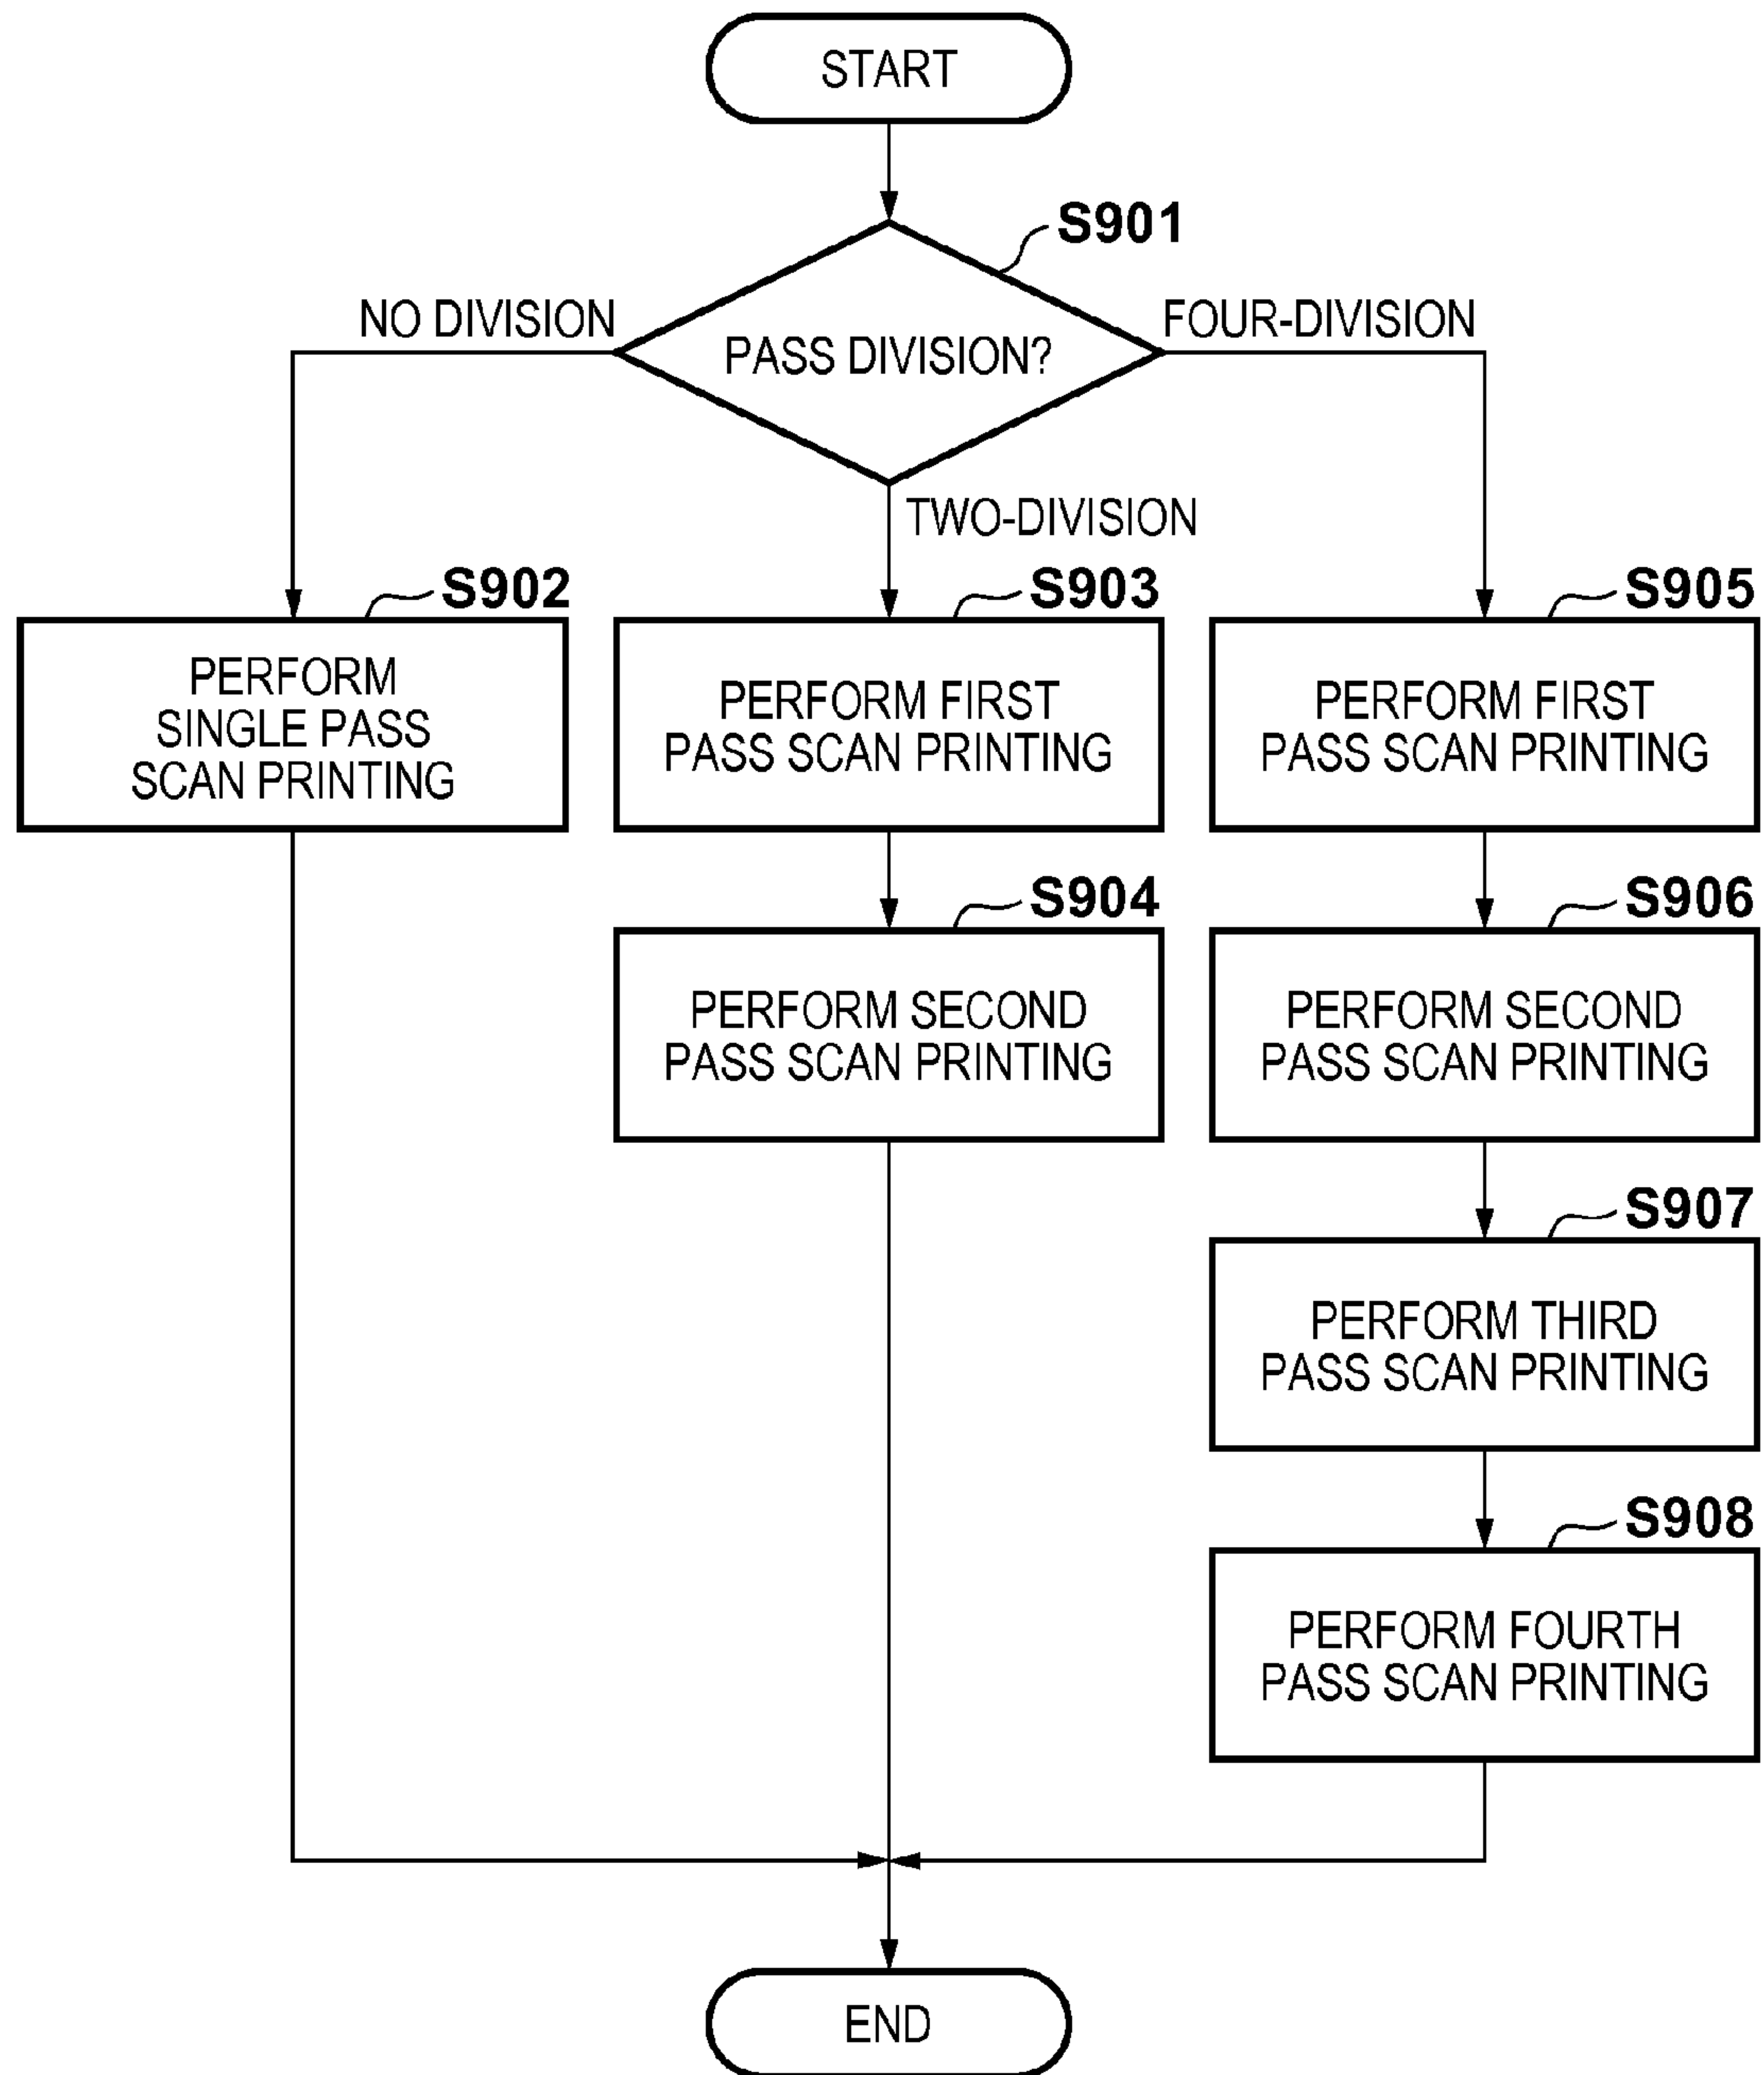 START
S901
NO DIVISION
PASS DIVISION?
FOUR-DIVISION
TWO-DIVISION
S902
PERFORM
SINGLE PASS
SCAN PRINTING
S903
PERFORM FIRST
PASS SCAN PRINTING
S904
PERFORM SECOND
PASS SCAN PRINTING
S905
PERFORM FIRST
PASS SCAN PRINTING
S906
PERFORM SECOND
PASS SCAN PRINTING
S907
PERFORM THIRD
PASS SCAN PRINTING
S908
PERFORM FOURTH
PASS SCAN PRINTING
END